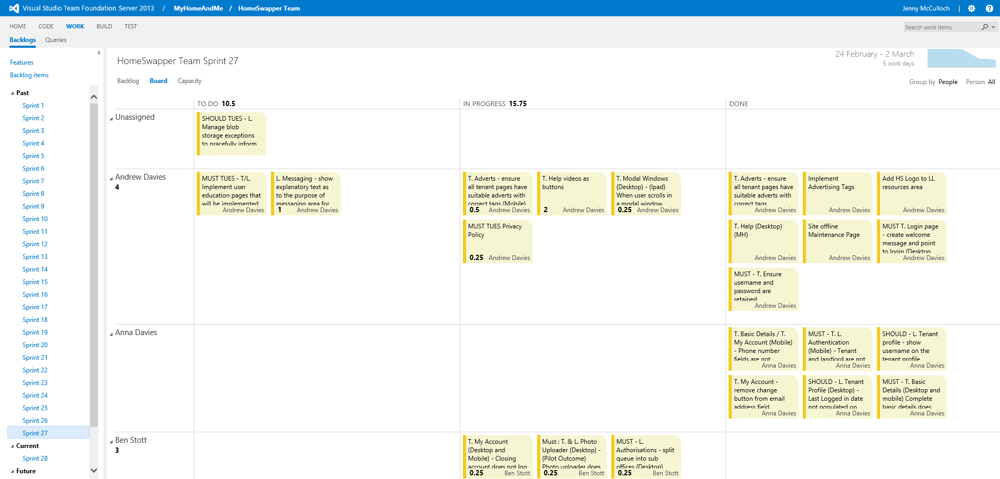 Visual Studio Team Foundation Server 2013 / MyHomeAndMe / HomeSwapper Team
Jenny McCulloch | ?
HOME CODE WORK BUILD TEST
Search work items
Backlogs Queries
Features
Backlog items
Past
Sprint 1
Sprint 2
Sprint 3
Sprint 4
Sprint 5
Sprint 6
Sprint 7
Sprint 8
Sprint 9
Sprint 10
Sprint 11
Sprint 12
Sprint 13
Sprint 14
Sprint 15
Sprint 16
Sprint 17
Sprint 18
Sprint 19
Sprint 20
Sprint 21
Sprint 22
Sprint 23
Sprint 24
Sprint 25
Sprint 26
Sprint 27
Current
Sprint 28
Future
HomeSwapper Team Sprint 27
24 February - 2 March
5 work days
Backlog Board Capacity
Group by People Person All
TO DO 10.5
IN PROGRESS 15.75
DONE
Unassigned
SHOULD TUES - L.
Manage blob
storage exceptions
to gracefully inform
Andrew Davies
4
MUST TUES - T/L.
Implement user
education pages that
will be implemented
Andrew Davies
L. Messaging - show
explanatory text as
to the purpose of
messaging area for
1 Andrew Davies
T. Adverts - ensure
all tenant pages have
suitable adverts with
correct tags (Mobile)
0.5 Andrew Davies
T. Help videos as
buttons
2 Andrew Davies
T. Modal Windows
(Desktop) - (Ipad)
When user scrolls in
a modal window
0.25 Andrew Davies
MUST TUES Privacy
Policy
0.25 Andrew Davies
T. Adverts - ensure
all tenant pages have
suitable adverts with
correct tags
Andrew Davies
Implement
Advertising Tags
Andrew Davies
Add HS Logo to LL
resources area
Andrew Davies
T. Help (Desktop)
(MH)
Andrew Davies
Site offline
Maintenance Page
Andrew Davies
MUST T. Login page
- create welcome
message and point
to login (Desktop
Andrew Davies
MUST - T. Ensure
username and
password are
retained
Andrew Davies
Anna Davies
T. Basic Details / T.
My Account (Mobile)
- Phone number
fields are not
Anna Davies
MUST - T. L.
Authentication
(Mobile) - Tenant
and landlord are not
Anna Davies
SHOULD - L. Tenant
profile - show
username on the
tenant profile
Anna Davies
T. My Account -
remove change
button from email
address field
Anna Davies
SHOULD - L. Tenant
Profile (Desktop) -
Last Logged in date
not populated on
Anna Davies
MUST - T. Basic
Details (Desktop and
mobile) Complete
basic details does
Anna Davies
Ben Stott
3
T. My Account
(Desktop and
Mobile) - Closing
account does not log
0.25 Ben Stott
Must : T. & L. Photo
Uploader (Desktop) -
(Pilot Outcome)
Photo uploader does
0.25 Ben Stott
MUST - L.
Authorisations - split
queue into sub
offices (Desktop)
0.25 Ben Stott